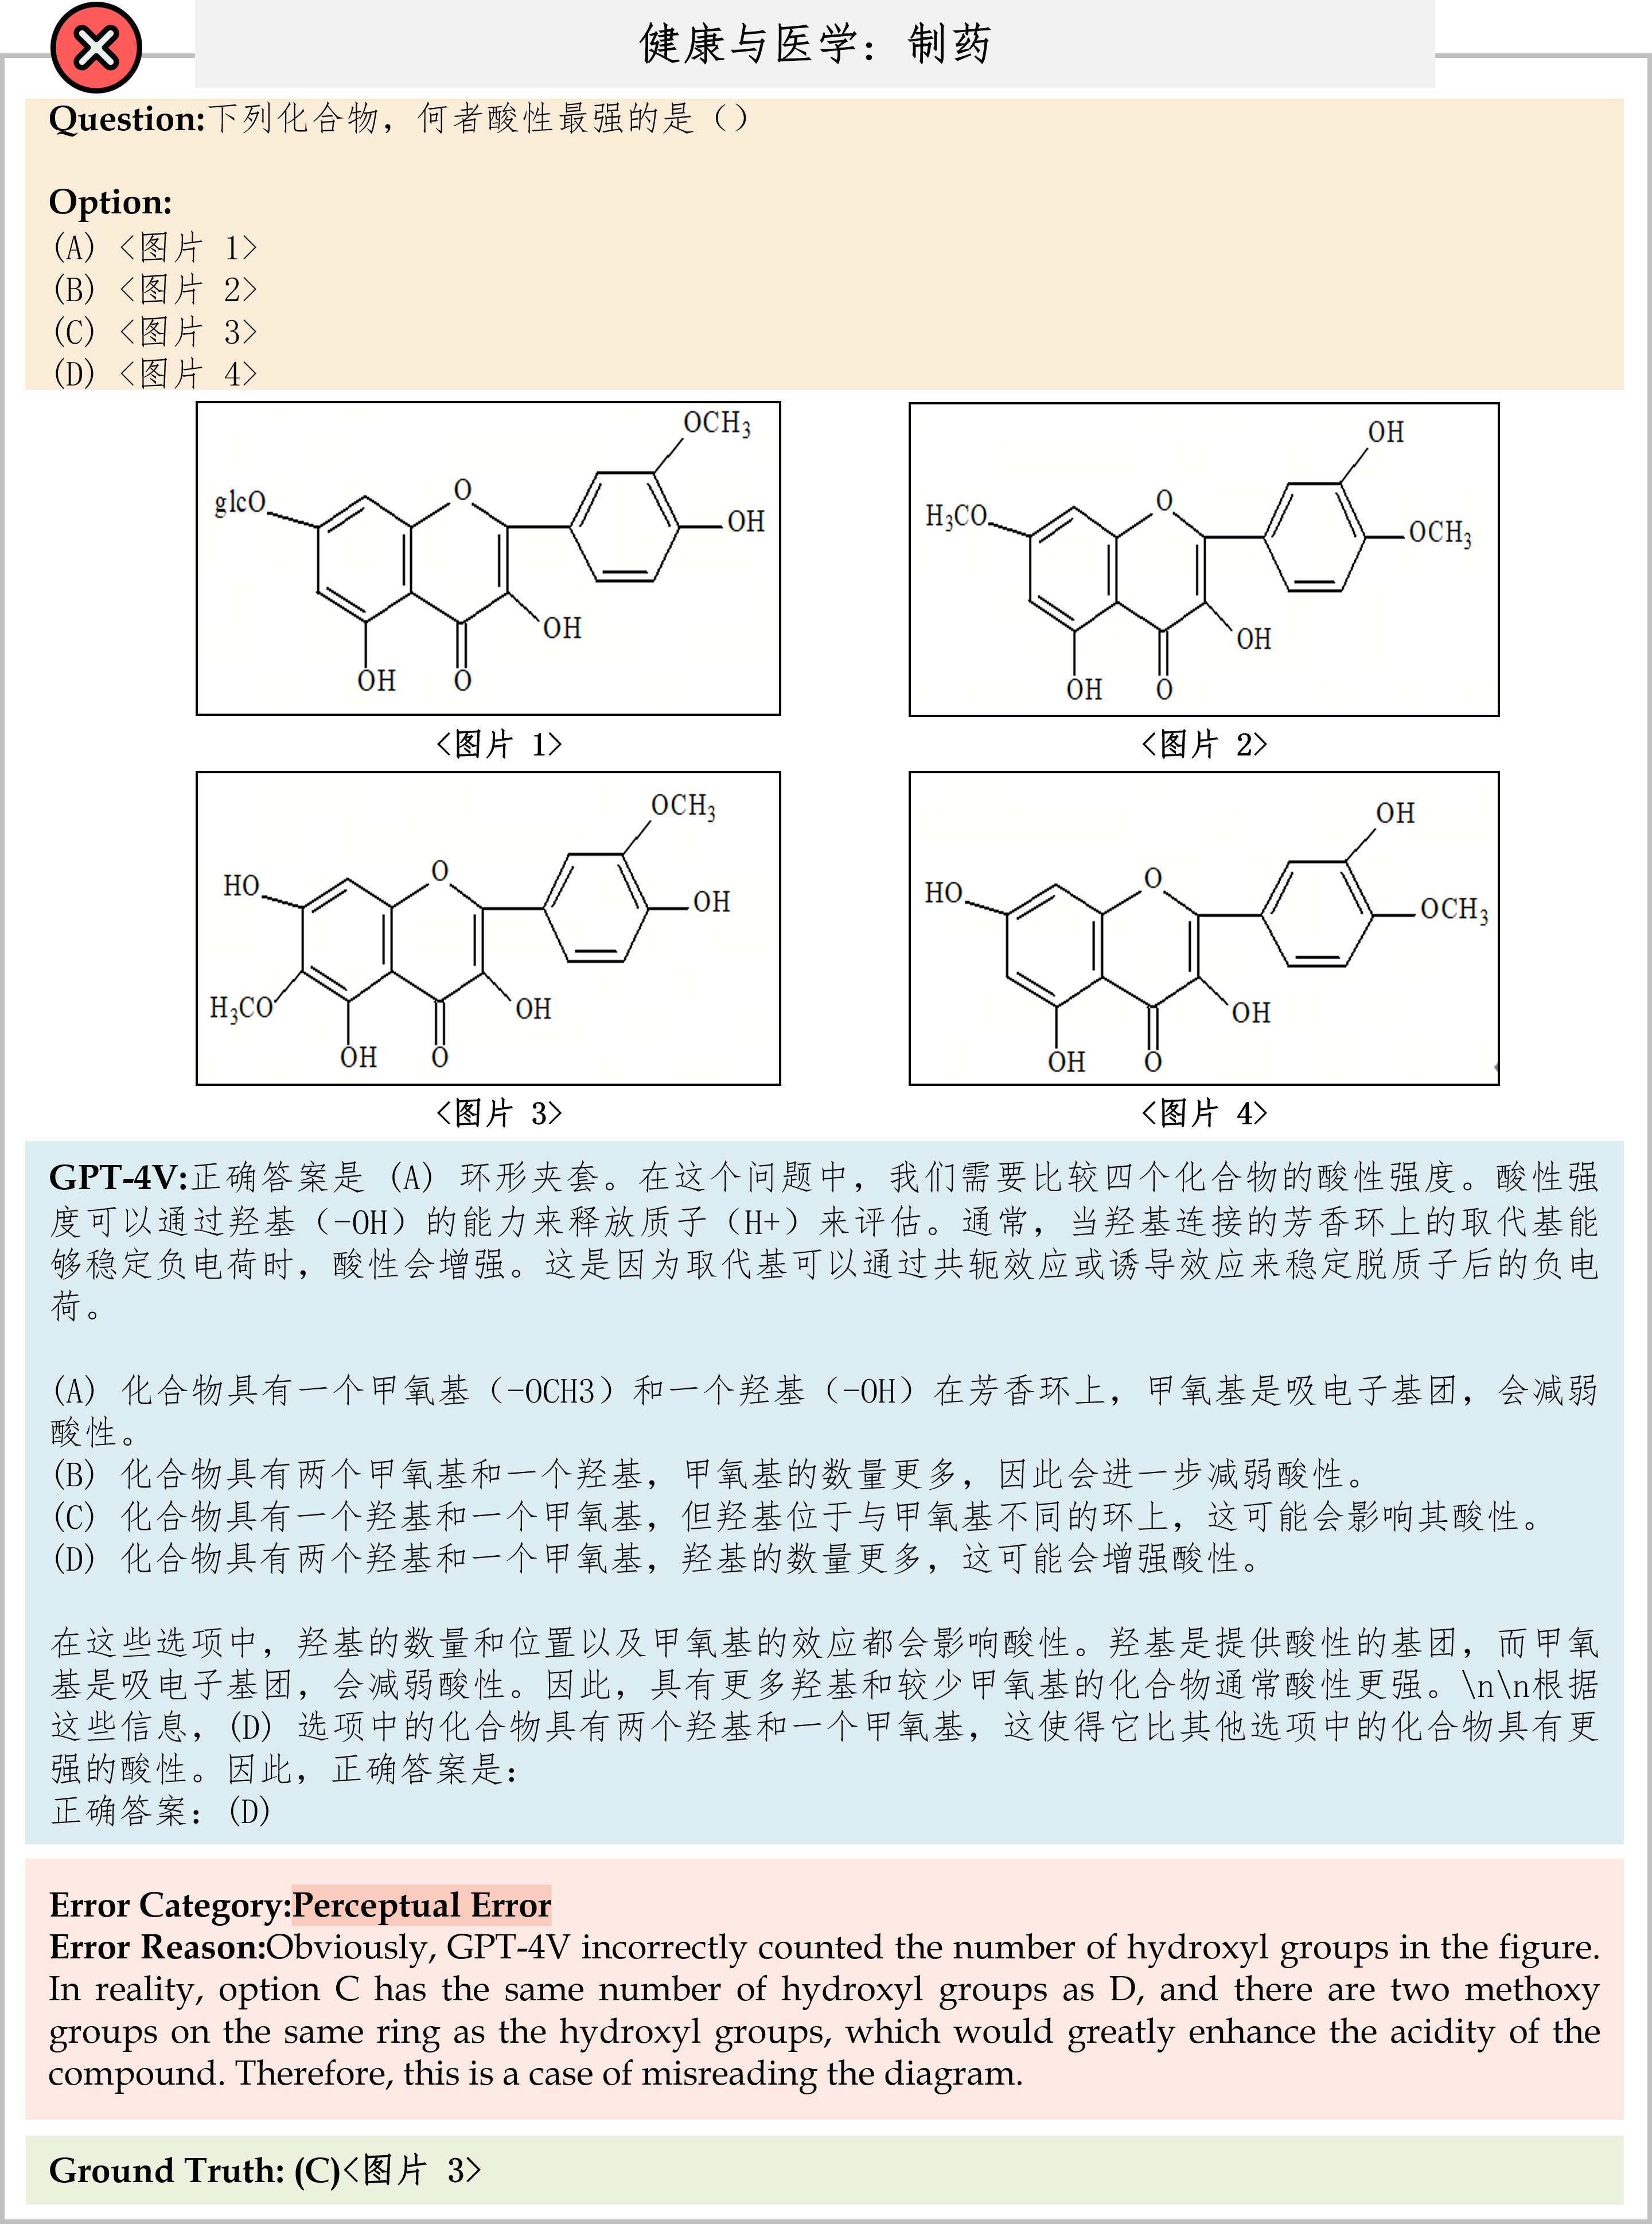 健康与医学：制药
Question:下列化合物，何者酸性最强的是（）
Option:
(A) <图片 1>
(B) <图片 2>
(C) <图片 3>
(D) <图片 4>
OCH3
glcO
O
OH
OH
OH
O
<图片 1>
OH
H3CO
O
OCH3
OH
OH
O
<图片 2>
OCH3
HO
O
OH
H3CO
OH
OH
O
<图片 3>
OH
HO
O
OCH3
OH
OH
O
<图片 4>
GPT-4V:正确答案是 (A) 环形夹套。在这个问题中，我们需要比较四个化合物的酸性强度。酸性强
度可以通过羟基（-OH）的能力来释放质子（H+）来评估。通常，当羟基连接的芳香环上的取代基能
够稳定负电荷时，酸性会增强。这是因为取代基可以通过共轭效应或诱导效应来稳定脱质子后的负电
荷。
(A) 化合物具有一个甲氧基（-OCH3）和一个羟基（-OH）在芳香环上，甲氧基是吸电子基团，会减弱
酸性。
(B) 化合物具有两个甲氧基和一个羟基，甲氧基的数量更多，因此会进一步减弱酸性。
(C) 化合物具有一个羟基和一个甲氧基，但羟基位于与甲氧基不同的环上，这可能会影响其酸性。
(D) 化合物具有两个羟基和一个甲氧基，羟基的数量更多，这可能会增强酸性。
在这些选项中，羟基的数量和位置以及甲氧基的效应都会影响酸性。羟基是提供酸性的基团，而甲氧
基是吸电子基团，会减弱酸性。因此，具有更多羟基和较少甲氧基的化合物通常酸性更强。\n\n根据
这些信息，(D) 选项中的化合物具有两个羟基和一个甲氧基，这使得它比其他选项中的化合物具有更
强的酸性。因此，正确答案是：
正确答案：(D)
Error Category:Perceptual Error
Error Reason:Obviously, GPT-4V incorrectly counted the number of hydroxyl groups in the figure.
In reality, option C has the same number of hydroxyl groups as D, and there are two methoxy
groups on the same ring as the hydroxyl groups, which would greatly enhance the acidity of the
compound. Therefore, this is a case of misreading the diagram.
Ground Truth: (C)<图片 3>